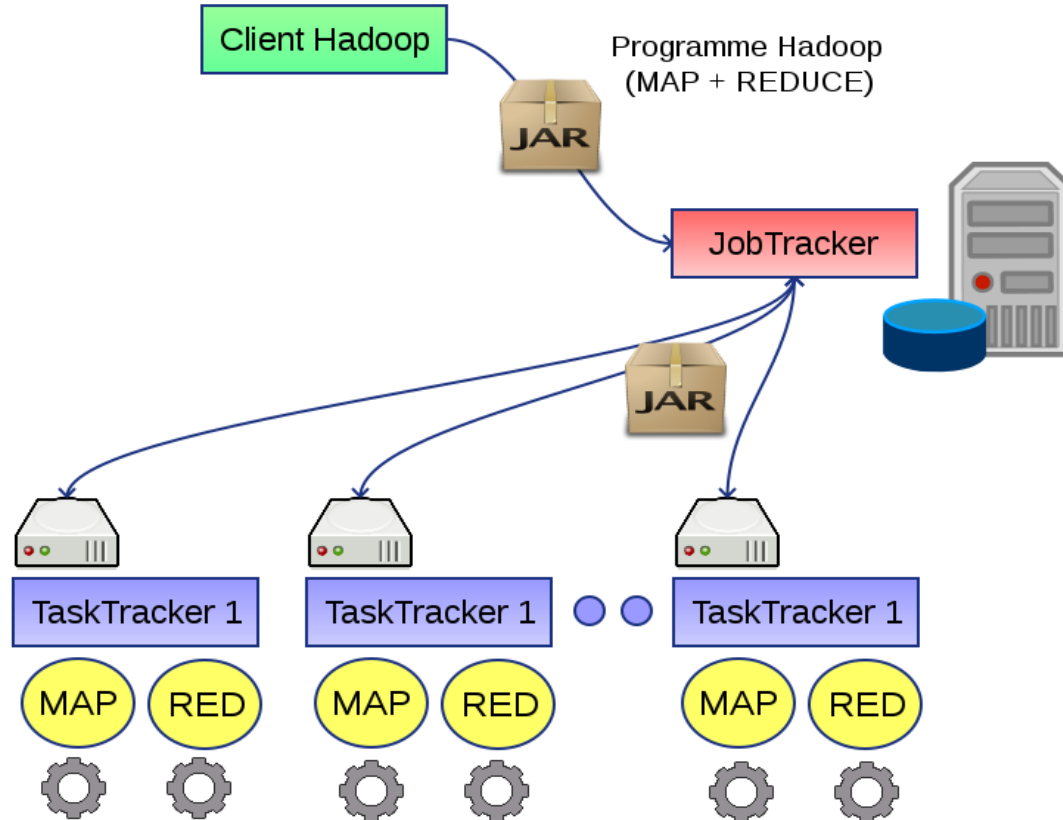 Client Hadoop
Programme Hadoop
(MAP + REDUCE)
JAR
JobTracker
JAR
TaskTracker 1
TaskTracker 1
TaskTracker 1
MAP
RED
MAP
RED
MAP
RED